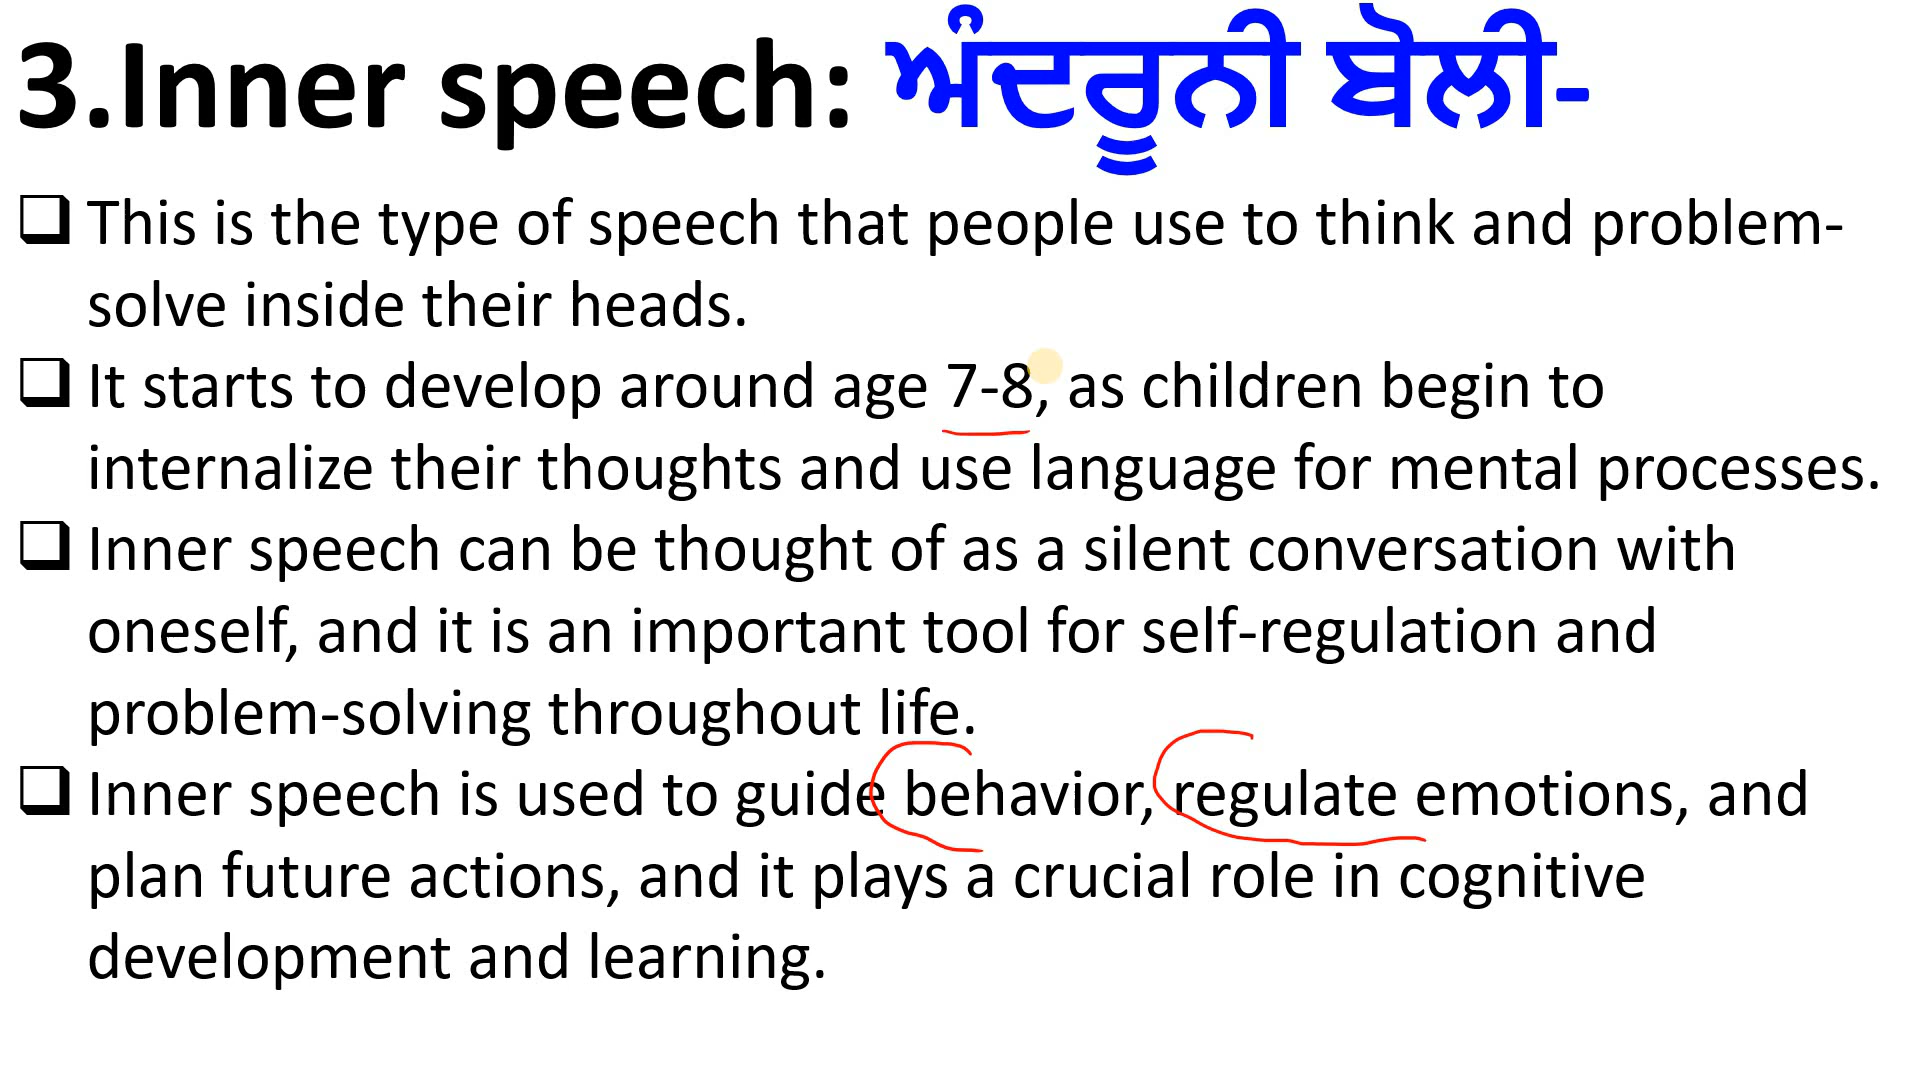 3.Inner speech: ਅੰਦਰੂਨੀ ਬੋਲੀ-
❑ This is the type of speech that people use to think and problem-
solve inside their heads.
❑ It starts to develop around age 7-8, as children begin to
internalize their thoughts and use language for mental processes.
❑ Inner speech can be thought of as a silent conversation with
oneself, and it is an important tool for self-regulation and
problem-solving throughout life.
❑ Inner speech is used to guide behavior, regulate emotions, and
plan future actions, and it plays a crucial role in cognitive
development and learning.